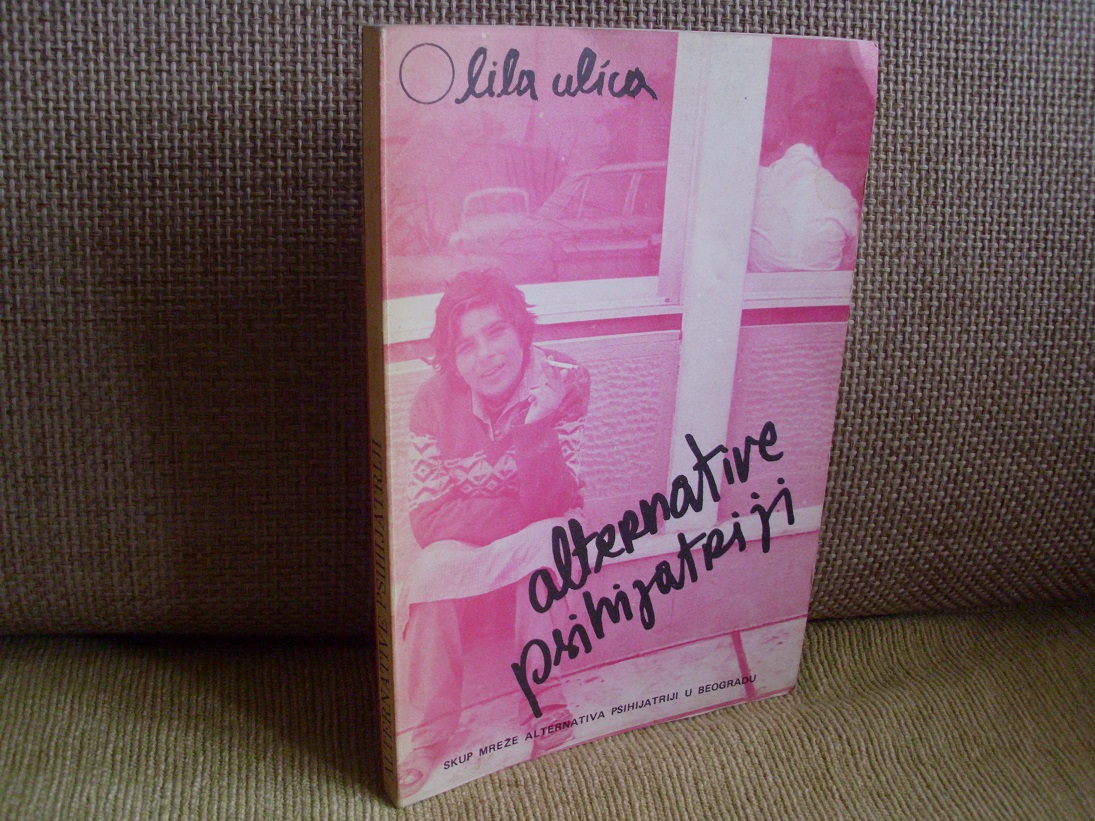 lila ulica
alternative
psihijatriji
SKUP MREŽE ALTERNATIVA PSIHIJATRIJI U BEOGRADU
ALTERNATIVE PSIHIJATRIJI